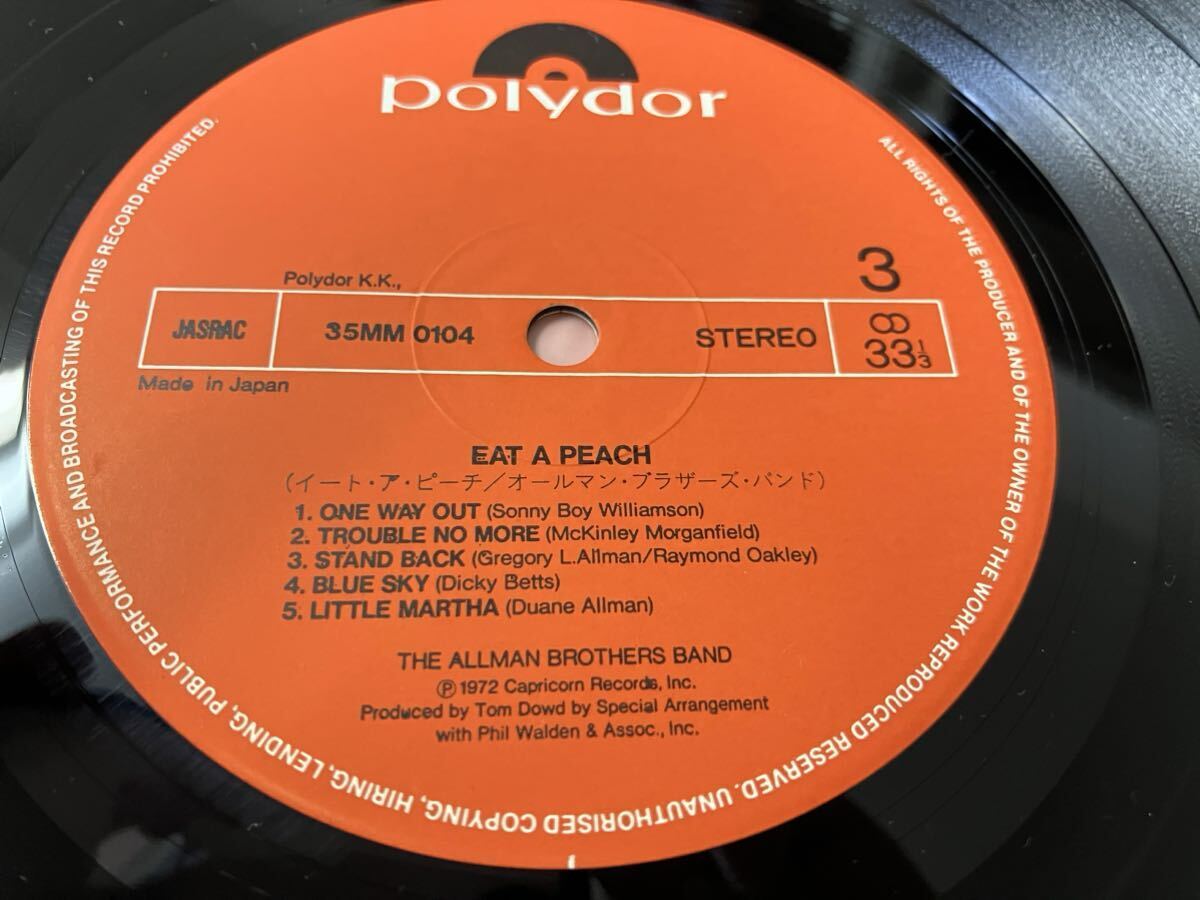 polydor
3
Polydor K.K.,
JASRAC
35MM 0104
STEREO
33⅓
Made in Japan
EAT A PEACH
(イート・ア・ピーチ/オールマン・ブラザーズ・バンド)
1. ONE WAY OUT (Sonny Boy Williamson)
2. TROUBLE NO MORE (McKinley Morganfield)
3. STAND BACK (Gregory L.Allman/Raymond Oakley)
4. BLUE SKY (Dicky Betts)
5. LITTLE MARTHA (Duane Allman)
THE ALLMAN BROTHERS BAND
℗1972 Capricorn Records, Inc.
Produced by Tom Dowd by Special Arrangement
with Phil Walden & Assoc., Inc.
ALL RIGHTS OF THE PRODUCER AND OF THE OWNER OF THE WORK REPRODUCED RESERVED. UNAUTHORISED COPYING, HIRING, LENDING, PUBLIC PERFORMANCE AND BROADCASTING OF THIS RECORD PROHIBITED.